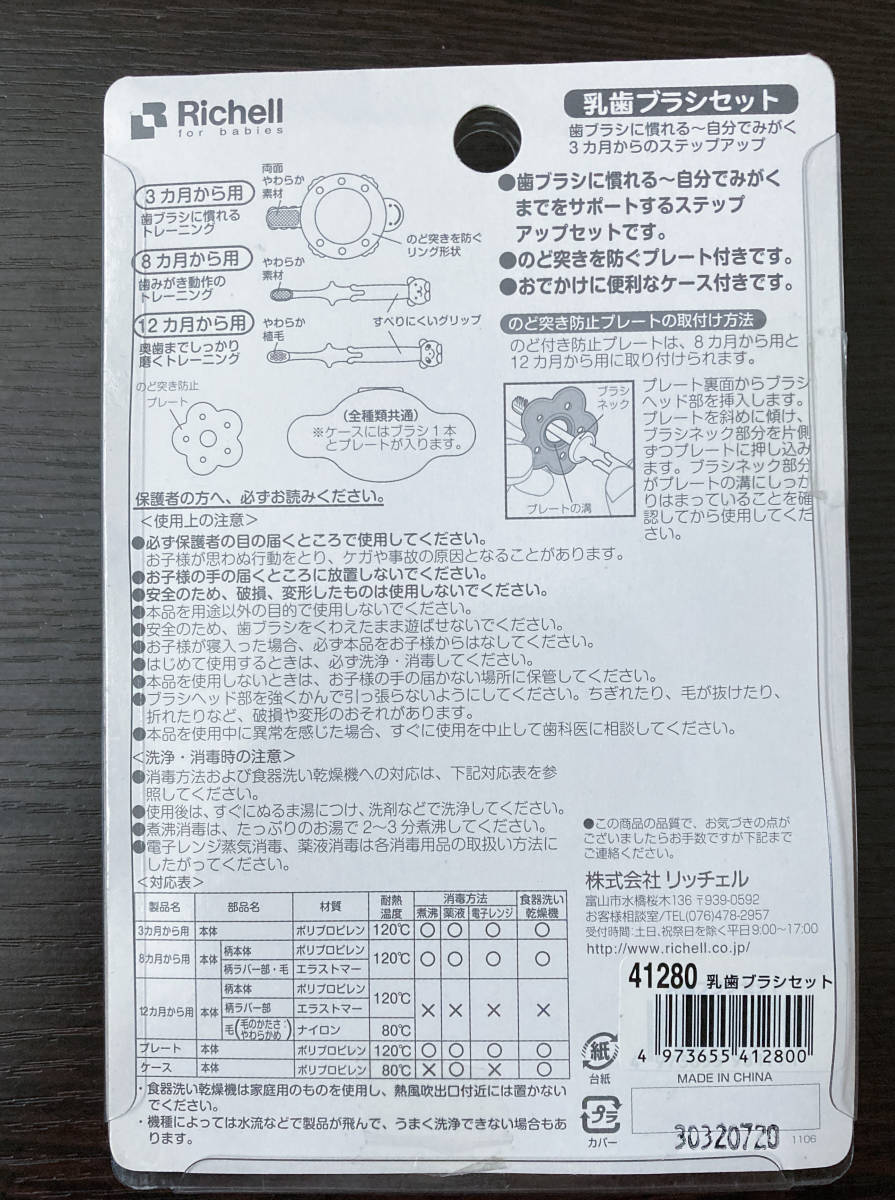 Richell
for babies
乳歯ブラシセット
歯ブラシに慣れる〜自分でみがく
3カ月からのステップアップ
3カ月から用
歯ブラシに慣れる
トレーニング
両面
やわらか
素材
のど突きを防ぐ
リング形状
8カ月から用
歯みがき動作の
トレーニング
やわらか
素材
12カ月から用
奥歯までしっかり
磨くトレーニング
やわらか
植毛
すべりにくいグリップ
のど突き防止
プレート
(全種類共通)
※ケースにはブラシ1本
とプレートが入ります。
●歯ブラシに慣れる〜自分でみがく
までをサポートするステップ
アップセットです。
●のど突きを防ぐプレート付きです。
●おでかけに便利なケース付きです。
のど突き防止プレートの取付け方法
のど付き防止プレートは、8カ月から用と
12カ月から用に取り付けられます。
ブラシ
ネック
プレートの溝
プレート裏面からブラシ
ヘッド部を挿入します。
プレートを斜めに傾け、
ブラシネック部分を片側
ずつプレートに押し込み
ます。ブラシネック部分
がプレートの溝にしっか
りはまっていることを確
認してから使用してくだ
さい。
保護者の方へ、必ずお読みください。
<使用上の注意>
●必ず保護者の目の届くところで使用してください。
お子様が思わぬ行動をとり、ケガや事故の原因となることがあります。
●お子様の手の届くところに放置しないでください。
●安全のため、破損、変形したものは使用しないでください。
●本品を用途以外の目的で使用しないでください。
●安全のため、歯ブラシをくわえたまま遊ばせないでください。
●お子様が寝入った場合、必ず本品をお子様からはなしてください。
●はじめて使用するときは、必ず洗浄・消毒してください。
●本品を使用しないときは、お子様の手の届かない場所に保管してください。
●ブラシヘッド部を強くかんで引っ張らないようにしてください。ちぎれたり、毛が抜けたり、
折れたりなど、破損や変形のおそれがあります。
●本品を使用中に異常を感じた場合、すぐに使用を中止して歯科医に相談してください。
<洗浄・消毒時の注意>
●消毒方法および食器洗い乾燥機への対応は、下記対応表を参
照してください。
●使用後は、すぐにぬるま湯につけ、洗剤などで洗浄してください。
●煮沸消毒は、たっぷりのお湯で2〜3分煮沸してください。
●電子レンジ蒸気消毒、薬液消毒は各消毒用品の取扱い方法に
したがってください。
<対応表>
製品名 部品名 材質 耐熱温度 消毒方法 食器洗い乾燥機
煮沸 薬液 電子レンジ
3カ月から用 本体 ポリプロピレン 120℃ ○ ○ ○ ○
8カ月から用 本体 柄本体 ポリプロピレン 120℃ ○ ○ ○ ○
柄ラバー部・毛 エラストマー
12カ月から用 本体 柄本体 ポリプロピレン 120℃ × × × ×
柄ラバー部 エラストマー
毛(毛のかたさ:やわらかめ) ナイロン 80℃
プレート 本体 ポリプロピレン 120℃ ○ ○ ○ ○
ケース 本体 ポリプロピレン 80℃ × ○ × ○
・食器洗い乾燥機は家庭用のものを使用し、熱風吹出口付近には置かない
でください。
・機種によっては水流などで製品が飛んで、うまく洗浄できない場合もあ
ります。
●この商品の品質で、お気づきの点が
ございましたらお手数ですが下記まで
ご連絡ください。
株式会社 リッチェル
富山市水橋桜木136 〒939-0592
お客様相談室/TEL(076)478-2957
受付時間:土日、祝祭日を除く平日9:00〜17:00
http://www.richell.co.jp/
41280 乳歯ブラシセット
4 973655 412800
MADE IN CHINA
紙
台紙
プラ
カバー
30320720
1106